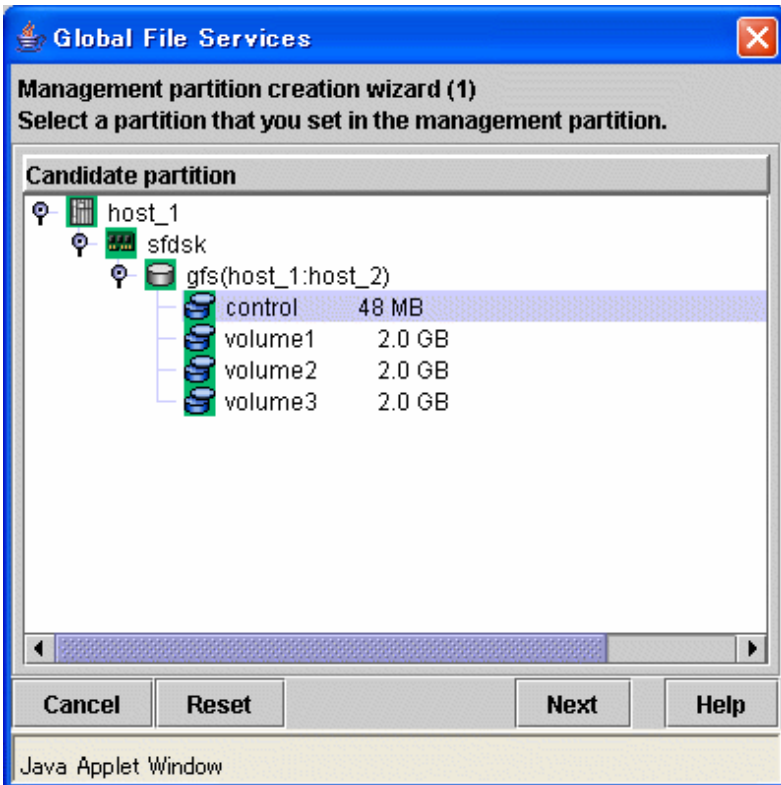 Global File Services
Management partition creation wizard (1)
Select a partition that you set in the management partition.
Candidate partition
host_1
sfdsk
gfs(host_1:host_2)
control 48 MB
volume1 2.0 GB
volume2 2.0 GB
volume3 2.0 GB
Cancel Reset Next Help
Java Applet Window